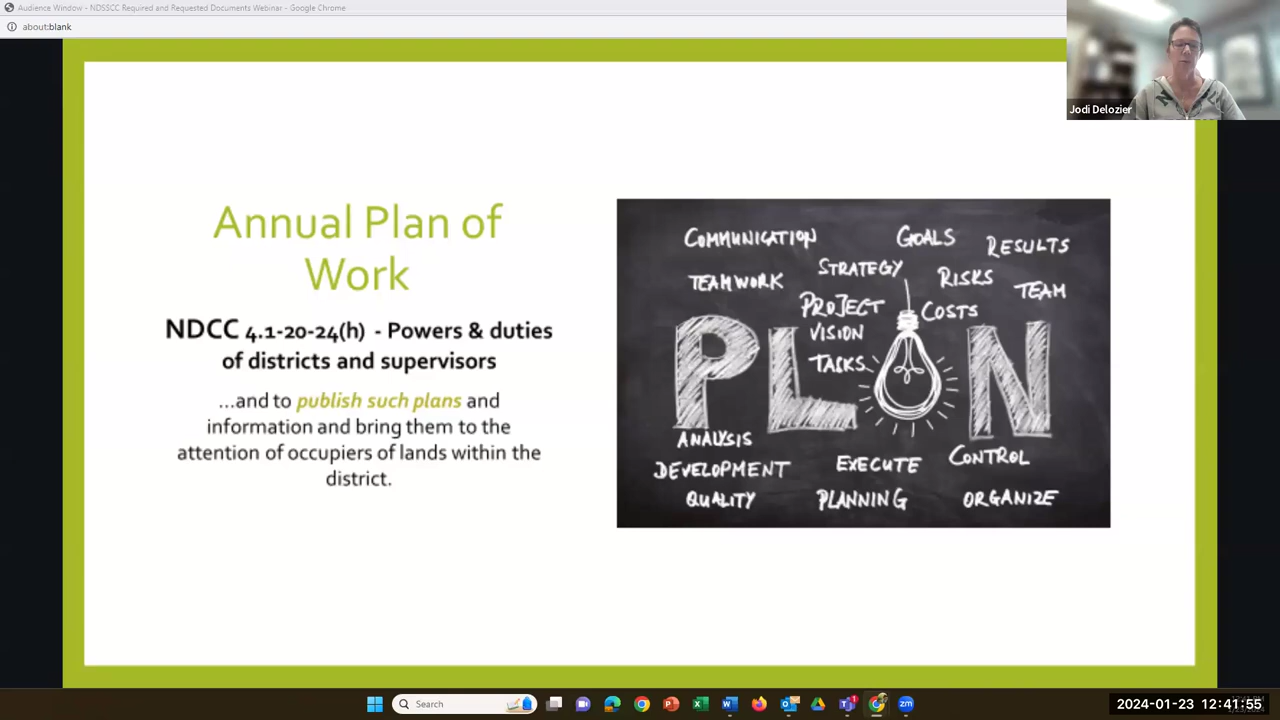 Audience Window - NDSSCC Required and Requested Documents Webinar - Google Chrome
about:blank
Jodi Delozier
Annual Plan of
Work
NDCC 4.1-20-24(h) - Powers & duties
of districts and supervisors
...and to publish such plans and
information and bring them to the
attention of occupiers of lands within the
district.
COMMUNICATION
GOALS
RESULTS
TEAMWORK
STRATEGY
RISKS
TEAM
PROJECT
COSTS
VISION
TASKS
PLAN
ANALYSIS
DEVELOPMENT
EXECUTE
CONTROL
QUALITY
PLANNING
ORGANIZE
Search
2024-01-23 12:41:55